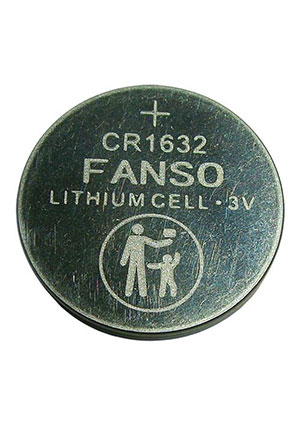 +
CR1632
FANSO
LITHIUM CELL · 3V